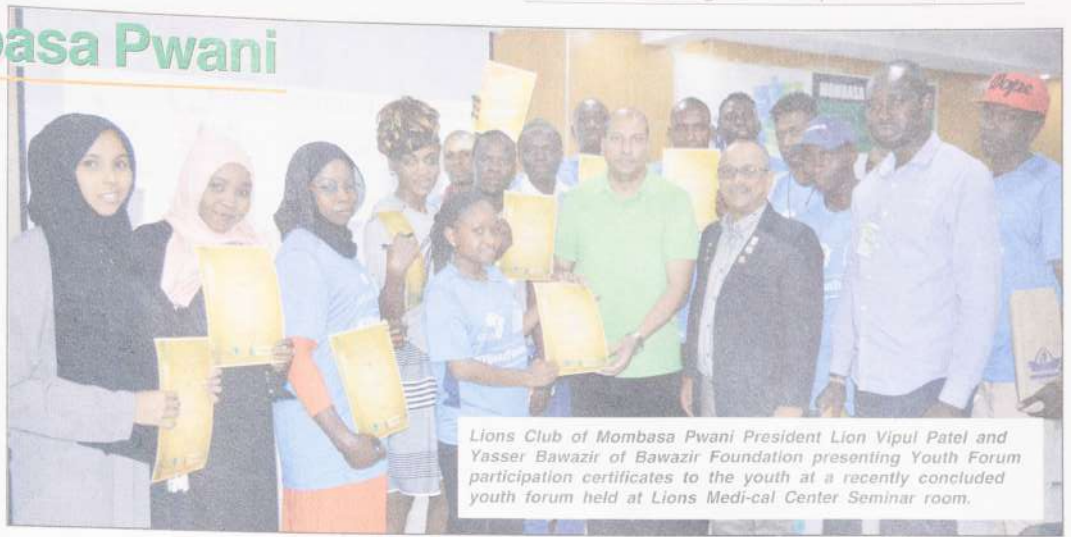 basa Pwani
MOMBASA
Dope
Lions Club of Mombasa Pwani President Lion Vipul Patel and
Yasser Bawazir of Bawazir Foundation presenting Youth Forum
participation certificates to the youth at a recently concluded
youth forum held at Lions Medi-cal Center Seminar room.